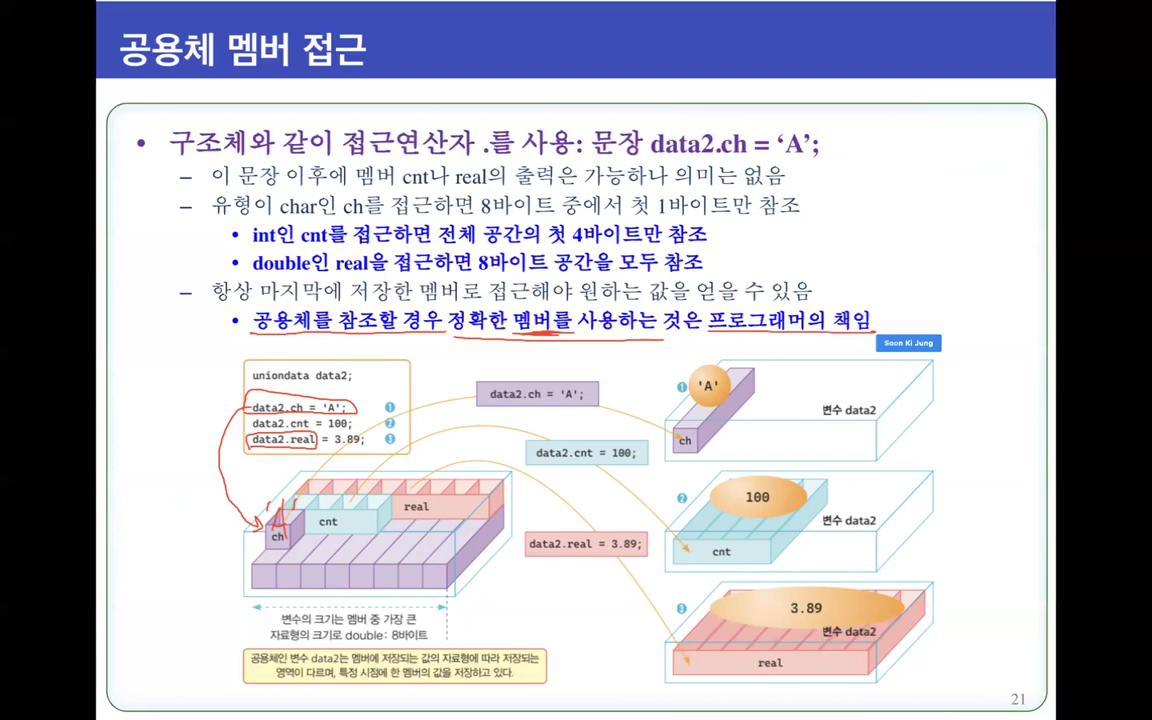 공용체 멤버 접근
• 구조체와 같이 접근연산자 .를 사용: 문장 data2.ch = ‘A’;
– 이 문장 이후에 멤버 cnt나 real의 출력은 가능하나 의미는 없음
– 유형이 char인 ch를 접근하면 8바이트 중에서 첫 1바이트만 참조
• int인 cnt를 접근하면 전체 공간의 첫 4바이트만 참조
• double인 real을 접근하면 8바이트 공간을 모두 참조
– 항상 마지막에 저장한 멤버로 접근해야 원하는 값을 얻을 수 있음
• 공용체를 참조할 경우 정확한 멤버를 사용하는 것은 프로그래머의 책임
Soon Ki Jung
uniondata data2;
data2.ch = 'A'; ❶
data2.cnt = 100; ❷
data2.real = 3.89; ❸
ch
cnt
real
변수의 크기는 멤버 중 가장 큰
자료형의 크기로 double: 8바이트
공용체인 변수 data2는 멤버에 저장되는 값의 자료형에 따라 저장되는
영역이 다르며, 특정 시점에 한 멤버의 값을 저장하고 있다.
data2.ch = 'A';
data2.cnt = 100;
data2.real = 3.89;
❶ 'A'
변수 data2
ch
❷ 100
변수 data2
cnt
❸ 3.89
변수 data2
real
21